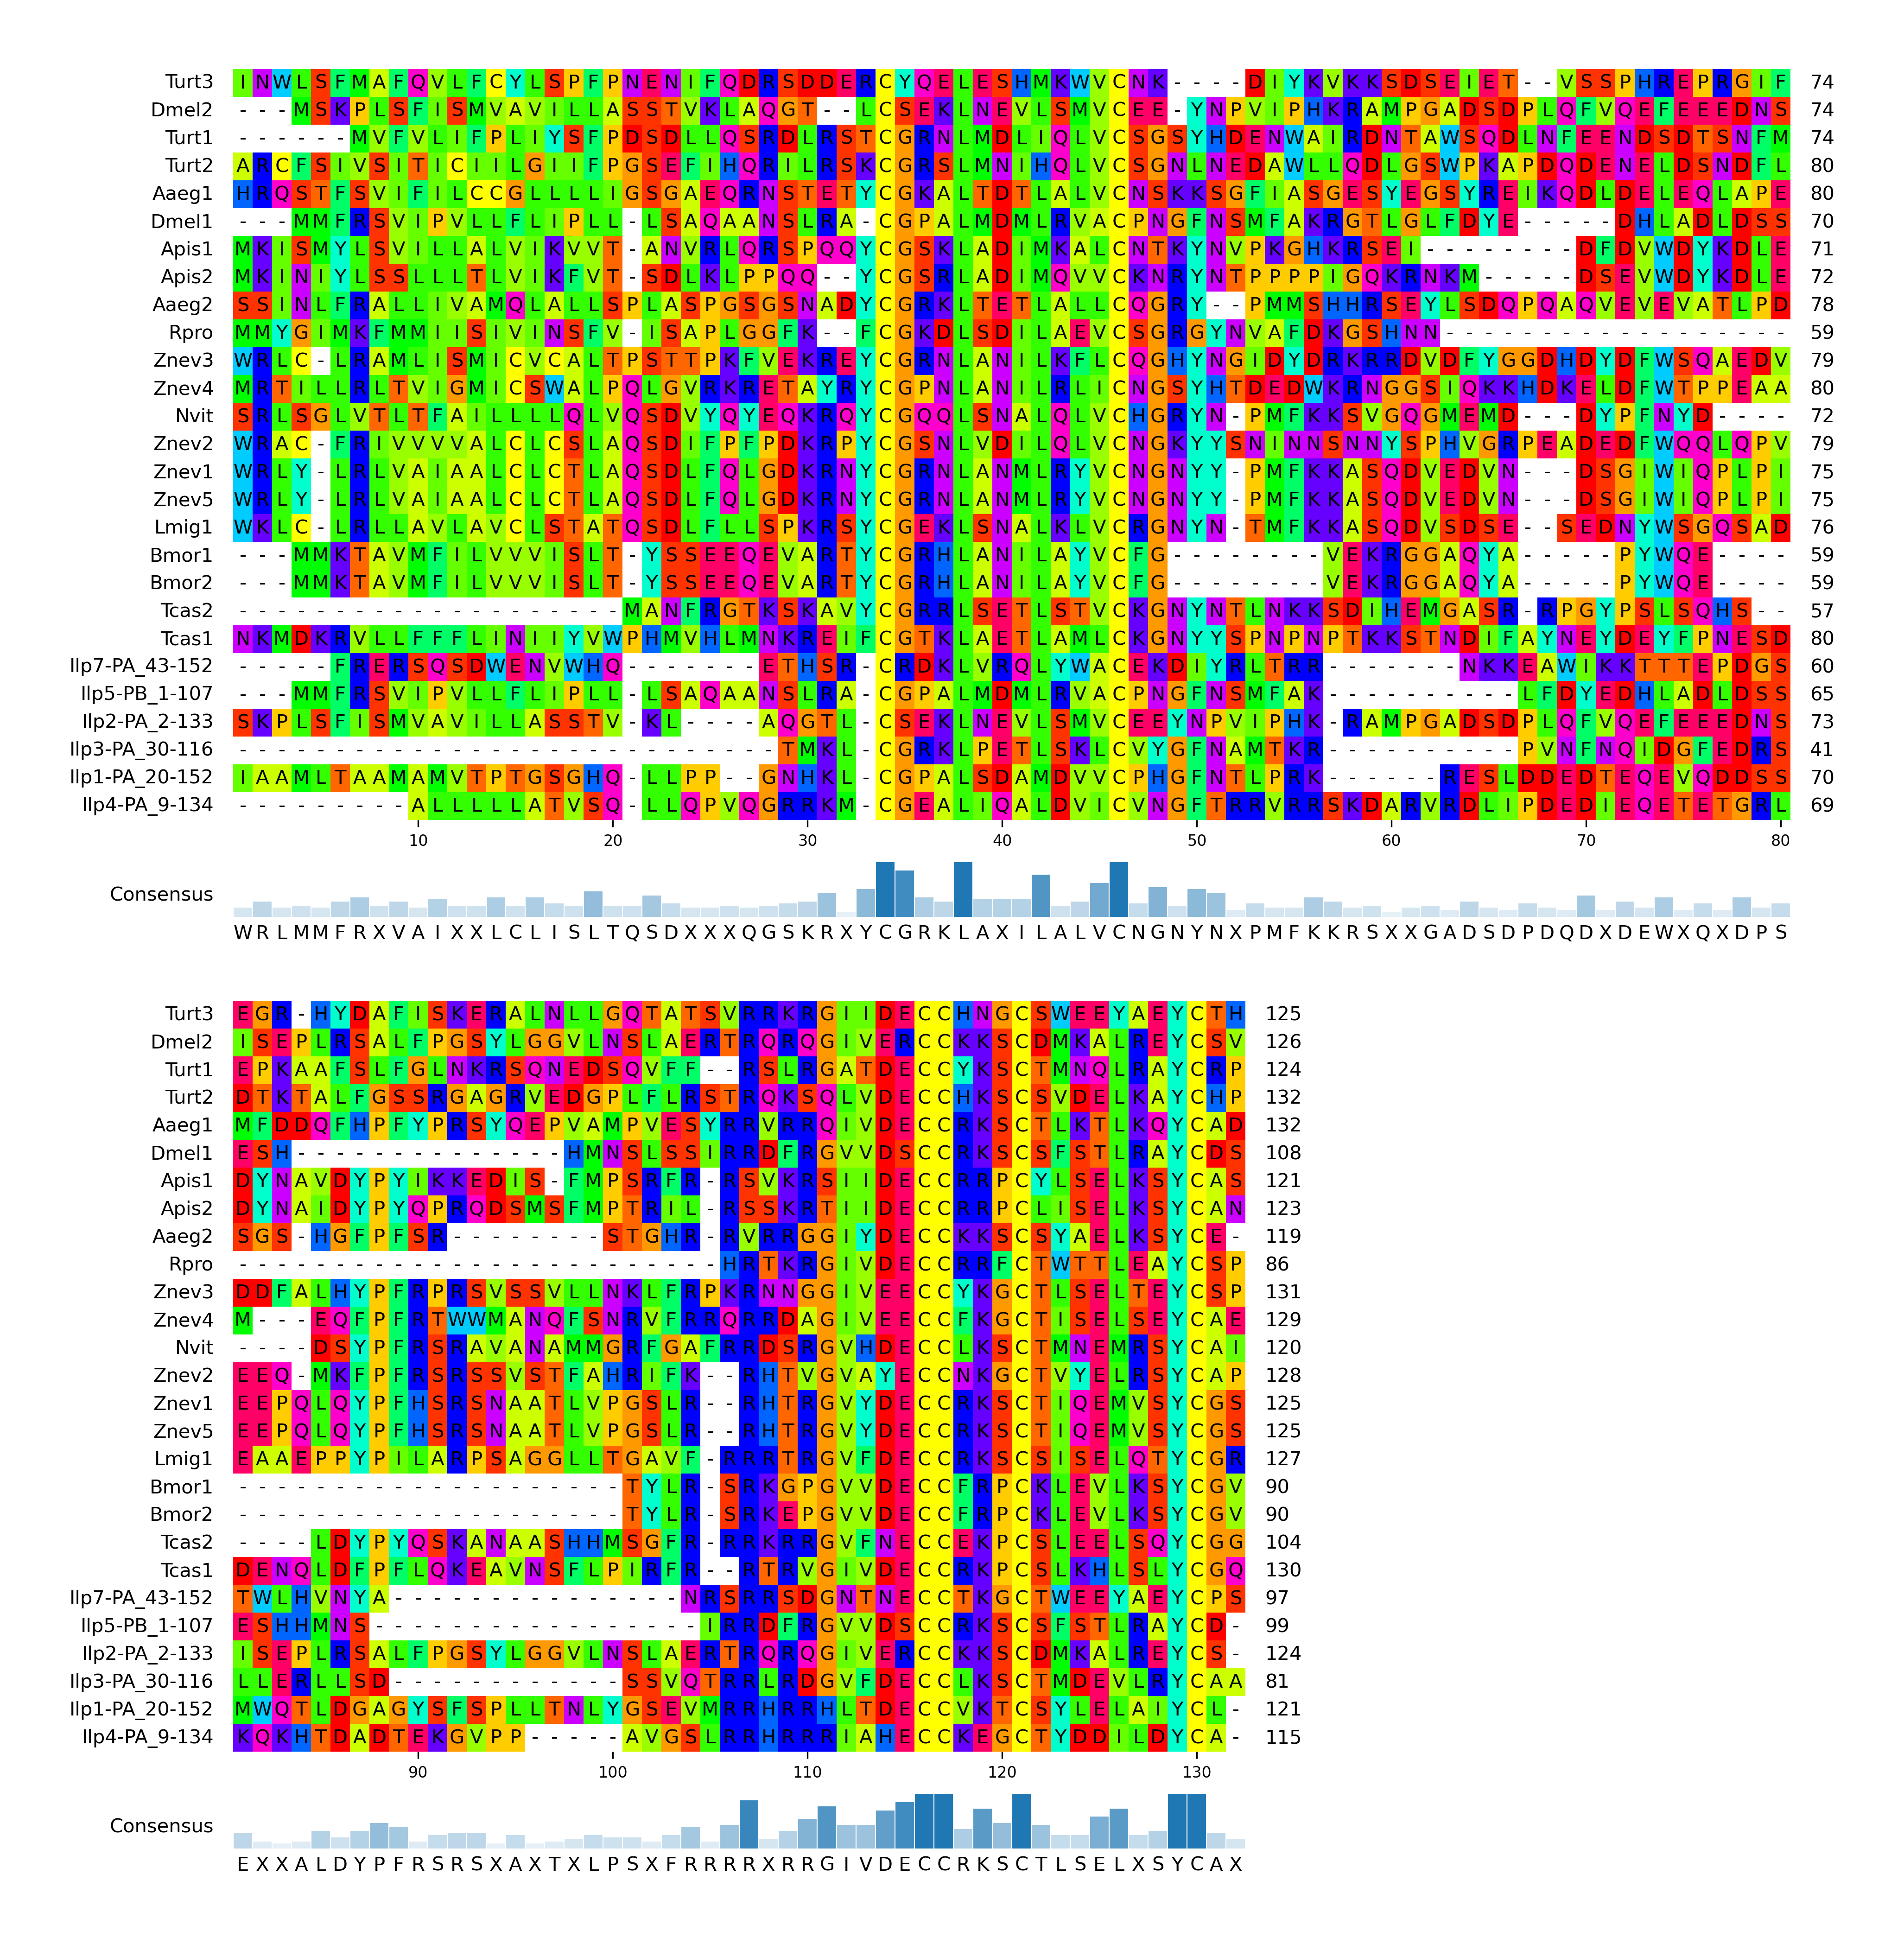 Turt3 INWLSFMAFQVLFCYLSPFPNENIFQDRSDDERCYQELESHMKWVCNK----DIYKVKKSDSEIET--VSSPHREPRGIF 74
Dmel2 ---MSKPLSFISMVAVILLASSTVKLAQGT--LCSEKLNEVLSMVCEE-YNPVIPHKRAMPGADSDPLQFVQEFEEEDNS 74
Turt1 ------MVFVLIFPLIYSFPDSDLLQSRDLRSTCGRNLMDLIQLVCSGSYHDENWAIRDNTAWSQDLNFEENDSDTSNFM 74
Turt2 ARCFSIVSITICIILGIIFPGSEFIHQRILRSKCGRSLMNIHQLVCSGNLNEDAWLLQDLGSWPKAPDQDENELDSNDFL 80
Aaeg1 HRQSTFSVIFILCCGLLLLIGSGAEQRNSTETYCGKALTDTLALVCNSKKSGFIASGESYEGSYREIKQDLDELEQLAPE 80
Dmel1 ---MMFRSVIPVLLFLIPLL-LSAQAANSLRA-CGPALMDMLRVACPNGFNSMFAKRGTLGLFDYE-----DHLADLDSS 70
Apis1 MKISMYLSVILLALVIKVVT-ANVRLQRSPQQYCGSKLADIMKALCNTKYNVPKGHKRSEI--------DFDVWDYKDLE 71
Apis2 MKINIYLSSLLLTLVIKFVT-SDLKLPPQQ--YCGSRLADIMQVVCKNRYNTPPPPIGQKRNKM-----DSEVWDYKDLE 72
Aaeg2 SSINLFRALLIVAMQLALLSPLASPGSGSNADYCGRKLTETLALLCQGRY--PMMSHHRSEYLSDQPQAQVEVEVATLPD 78
Rpro MMYGIMKFMMIISIVINSFV-ISAPLGGFK--FCGKDLSDILAEVCSGRGYNVAFDKGSHNN------------------ 59
Znev3 WRLC-LRAMLISMICVCALTPSTTPKFVEKREYCGRNLANILKFLCQGHYNGIDYDRKRRDVDFYGGDHDYDFWSQAEDV 79
Znev4 MRTILLRLTVIGMICSWALPQLGVRKRETAYRYCGPNLANILRLICNGSYHTDEDWKRNGGSIQKKHDKELDFWTPPEAA 80
Nvit SRLSGLVTLTFAILLLLQLVQSDVYQYEQKRQYCGQQLSNALQLVCHGRYN-PMFKKSVGQGMEMD---DYPFNYD---- 72
Znev2 WRAC-FRIVVVVALCLCSLAQSDIFPFPDKRPYCGSNLVDILQLVCNGKYYSNINNSNNYSPHVGRPEADEDFWQQLQPV 79
Znev1 WRLY-LRLVAIAALCLCTLAQSDLFQLGDKRNYCGRNLANMLRYVCNGNYY-PMFKKASQDVEDVN---DSGIWIQPLPI 75
Znev5 WRLY-LRLVAIAALCLCTLAQSDLFQLGDKRNYCGRNLANMLRYVCNGNYY-PMFKKASQDVEDVN---DSGIWIQPLPI 75
Lmig1 WKLC-LRLLAVLAVCLSTATQSDLFLLSPKRSYCGEKLSNALKLVCRGNYN-TMFKKASQDVSDSE--SEDNYWSGQSAD 76
Bmor1 ---MMKTAVMFILVVVISLT-YSSEEQEVARTYCGRHLANILAYVCFG--------VEKRGGAQYA-----PYWQE---- 59
Bmor2 ---MMKTAVMFILVVVISLT-YSSEEQEVARTYCGRHLANILAYVCFG--------VEKRGGAQYA-----PYWQE---- 59
Tcas2 --------------------MANFRGTKSKAVYCGRRLSETLSTVCKGNYNTLNKKSDIHEMGASR-RPGYPSLSQHS-- 57
Tcas1 NKMDKRVLLFFFLINIIYVWPHMVHLMNKREIFCGTKLAETLAMLCKGNYYSPNPNPTKKSTNDIFAYNEYDEYFPNESD 80
Ilp7-PA_43-152 -----FRERSQSDWENVWHQ-------ETHSR-CRDKLVRQLYWACEKDIYRLTRR-------NKKEAWIKKTTTEPDGS 60
Ilp5-PB_1-107 ---MMFRSVIPVLLFLIPLL-LSAQAANSLRA-CGPALMDMLRVACPNGFNSMFAK----------LFDYEDHLADLDSS 65
Ilp2-PA_2-133 SKPLSFISMVAVILLASSTV-KL----AQGTL-CSEKLNEVLSMVCEEYNPVIPHK-RAMPGADSDPLQFVQEFEEEDNS 73
Ilp3-PA_30-116 ----------------------------TMKL-CGRKLPETLSKLCVYGFNAMTKR----------PVNFNQIDGFEDRS 41
Ilp1-PA_20-152 IAAMLTAAMAMVTPTGSGHQ-LLPP--GNHKL-CGPALSDAMDVVCPHGFNTLPRK------RESLDDEDTEQEVQDDSS 70
Ilp4-PA_9-134 ---------ALLLLLATVSQ-LLQPVQGRRKM-CGEALIQALDVICVNGFTRRVRRSKDARVRDLIPDEDIEQETETGRL 69
10 20 30 40 50 60 70 80
Consensus
WRLMMFRXVAIXXLCLISLTQSDXXXQGSKRXYCGRKLAXILALVCNGNYNXPMFKKRSXXGADSDPDQDXDEWXQXDPS
Turt3 EGR-HYDAFISKERALNLLGQTATSVRRKRGIIDECCHNGCSWEEYAEYCTH 125
Dmel2 ISEPLRSALFPGSYLGGVLNSLAERTRQRQGIVERCCKKSCDMKALREYCSV 126
Turt1 EPKAAFSLFGLNKRSQNEDSQVFF--RSLRGATDECCYKSCTMNQLRAYCRP 124
Turt2 DTKTALFGSSRGAGRVEDGPLFLRSTRQKSQLVDECCHKSCSVDELKAYCHP 132
Aaeg1 MFDDQFHPFYPRSYQEPVAMPVESYRRVRRQIVDECCRKSCTLKTLKQYCAD 132
Dmel1 ESH--------------HMNSLSSIRRDFRGVVDSCCRKSCSFSTLRAYCDS 108
Apis1 DYNAVDYPYIKKEDIS-FMPSRFR-RSVKRSIIDECCRRPCYLSELKSYCAS 121
Apis2 DYNAIDYPYQPRQDSMSFMPTRIL-RSSKRTIIDECCRRPCLISELKSYCAN 123
Aaeg2 SGS-HGFPFSR--------STGHR-RVRRGGIYDECCKKSCSYAELKSYCE- 119
Rpro -------------------------HRTKRGIVDECCRRFCTWTTLEAYCSP 86
Znev3 DDFALHYPFRPRSVSSVLLNKLFRPKRNNGGIVEECCYKGCTLSELTEYCSP 131
Znev4 M---EQFPFRTWWMANQFSNRVFRRQRRDAGIVEECCFKGCTISELSEYCAE 129
Nvit ----DSYPFRSRAVANAMMGRFGAFRRDSRGVHDECCLKSCTMNEMRSYCAI 120
Znev2 EEQ-MKFPFRSRSSVSTFAHRIFK--RHTVGVAYECCNKGCTVYELRSYCAP 128
Znev1 EEPQLQYPFHSRSNAATLVPGSLR--RHTRGVYDECCRKSCTIQEMVSYCGS 125
Znev5 EEPQLQYPFHSRSNAATLVPGSLR--RHTRGVYDECCRKSCTIQEMVSYCGS 125
Lmig1 EAAEPPYPILARPSAGGLLTGAVF-RRRTRGVFDECCRKSCSISELQTYCGR 127
Bmor1 --------------------TYLR-SRKGPGVVDECCFRPCKLEVLKSYCGV 90
Bmor2 --------------------TYLR-SRKEPGVVDECCFRPCKLEVLKSYCGV 90
Tcas2 ----LDYPYQSKANAASHHMSGFR-RRKRRGVFNECCEKPCSLEELSQYCGG 104
Tcas1 DENQLDFPFLQKEAVNSFLPIRFR--RTRVGIVDECCRKPCSLKHLSLYCGQ 130
Ilp7-PA_43-152 TWLHVNYA---------------NRSRRSDGNTNECCTKGCTWEEYAEYCPS 97
Ilp5-PB_1-107 ESHHMNS-----------------IRRDFRGVVDSCCRKSCSFSTLRAYCD- 99
Ilp2-PA_2-133 ISEPLRSALFPGSYLGGVLNSLAERTRQRQGIVERCCKKSCDMKALREYCS- 124
Ilp3-PA_30-116 LLERLLSD------------SSVQTRRLRDGVFDECCLKSCTMDEVLRYCAA 81
Ilp1-PA_20-152 MWQTLDGAGYSFSPLLTNLYGSEVMRRHRRHLTDECCVKTCSYLELAIYCL- 121
Ilp4-PA_9-134 KQKHTDADTEKGVPP-----AVGSLRRHRRRIAHECCKEGCTYDDILDYCA- 115
90 100 110 120 130
Consensus
EXXALDYPFRSRSXAXTXLPSXFRRRRXRRGIVDECCRKSCTLSELXSYCAX